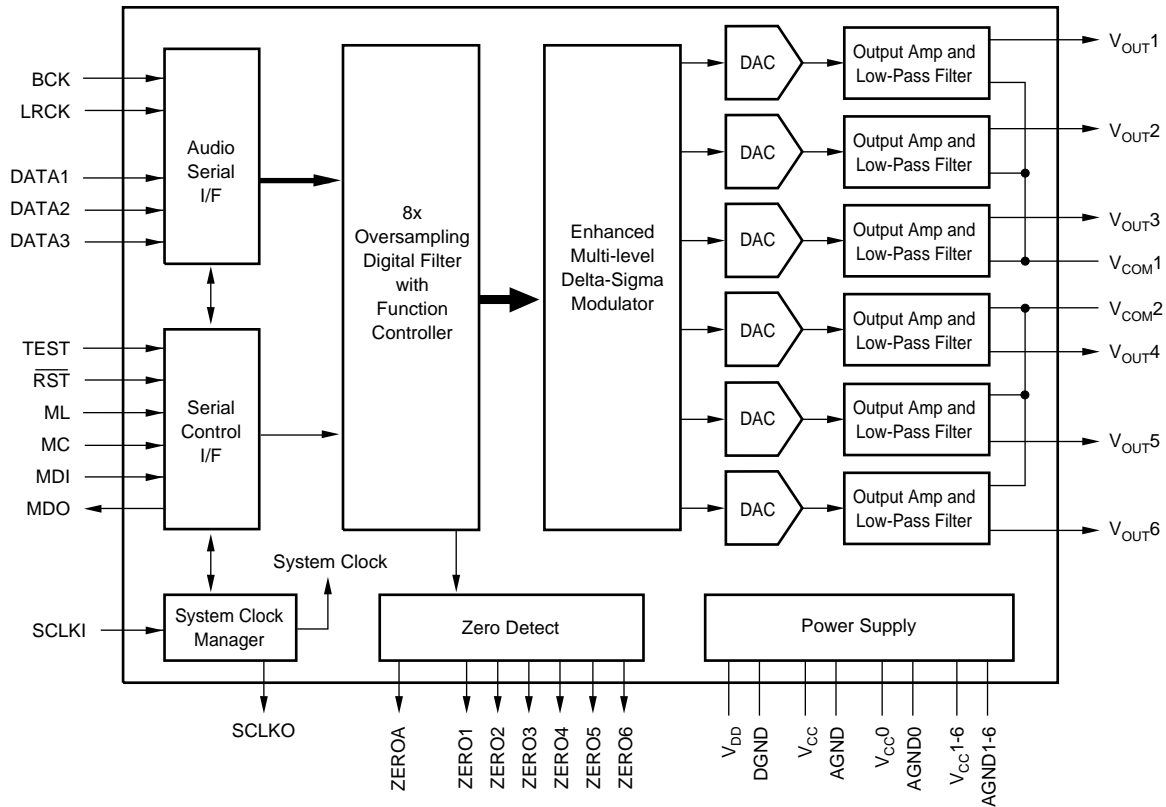 BCK
LRCK
DATA1
DATA2
DATA3
Audio
Serial
I/F
TEST
RST
ML
MC
MDI
MDO
Serial
Control
I/F
SCLKI
System Clock
Manager
System Clock
SCLKO
8x
Oversampling
Digital Filter
with
Function
Controller
Enhanced
Multi-level
Delta-Sigma
Modulator
DAC
Output Amp and
Low-Pass Filter
DAC
Output Amp and
Low-Pass Filter
DAC
Output Amp and
Low-Pass Filter
DAC
Output Amp and
Low-Pass Filter
DAC
Output Amp and
Low-Pass Filter
DAC
Output Amp and
Low-Pass Filter
VOUT1
VOUT2
VOUT3
VCOM1
VCOM2
VOUT4
VOUT5
VOUT6
Zero Detect
ZEROA
ZERO1
ZERO2
ZERO3
ZERO4
ZERO5
ZERO6
Power Supply
VDD
DGND
VCC
AGND
VCC0
AGND0
VCC1-6
AGND1-6